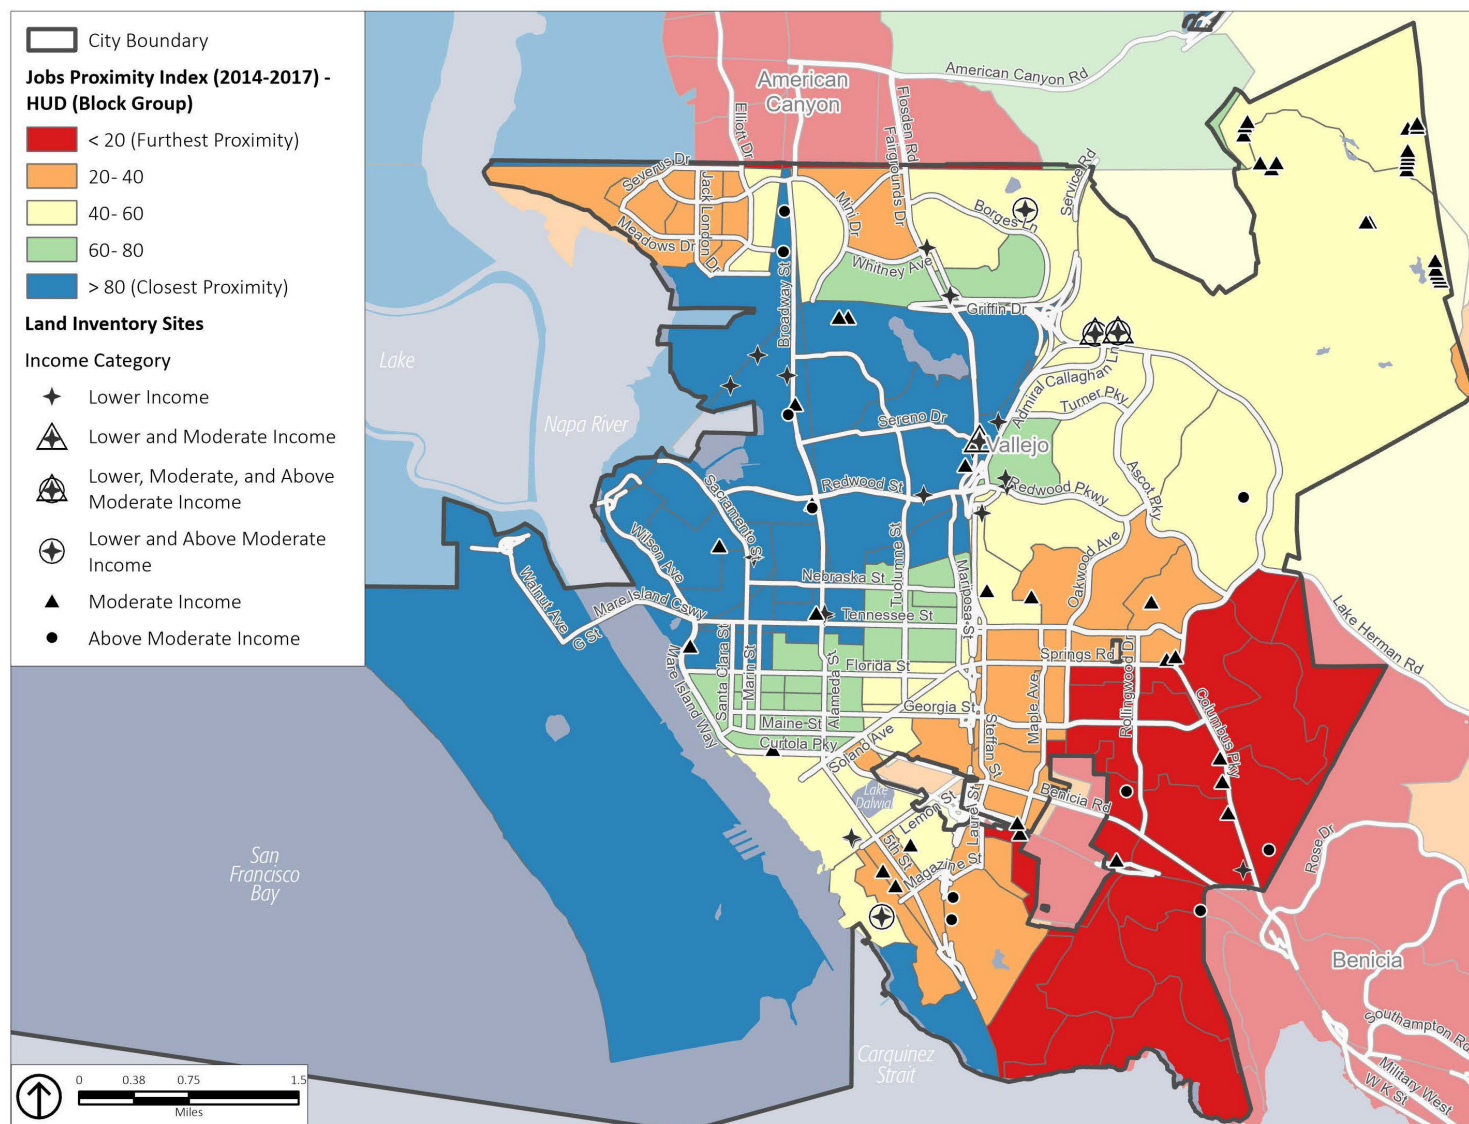 City Boundary
Jobs Proximity Index (2014-2017) -
HUD (Block Group)
< 20 (Furthest Proximity)
20- 40
40- 60
60- 80
> 80 (Closest Proximity)
Land Inventory Sites
Income Category
Lower Income
Lower and Moderate Income
Lower, Moderate, and Above
Moderate Income
Lower and Above Moderate
Income
Moderate Income
Above Moderate Income
American
Canyon
American Canyon Rd
Elliott Dr
Flosden Rd
Fairgrounds Dr
Service Rd
Severus Dr
Jack London Dr
Meadows Dr
Mini Dr
Borges Ln
Whitney Ave
Broadway St
Griffin Dr
Lake
Napa River
Admiral Callaghan Ln
Turner Pky
Sereno Dr
Vallejo
Ascot Pky
Redwood St
Redwood Pkwy
Sacramento St
Wilson Ave
Tuolumne St
Oakwood Ave
Nebraska St
Mariposa St
Walnut Ave
G St
Mare Island Cswy
Tennessee St
Lake Herman Rd
Springs Rd
Rollingwood Dr
Florida St
Santa Clara St
Marin St
Alameda St
Mare Island Way
Columbus Pky
Georgia St
Maple Ave
Steffan St
Maine St
Curtola Pky
Solano Ave
Benicia Rd
Lake
Dalwia
Lemon St
Laurel St
5th St
Magazine St
Rose Dr
San
Francisco
Bay
Benicia
Southampton Rd
Carquinez
Strait
Military West
W K St
0 0.38 0.75 1.5
Miles